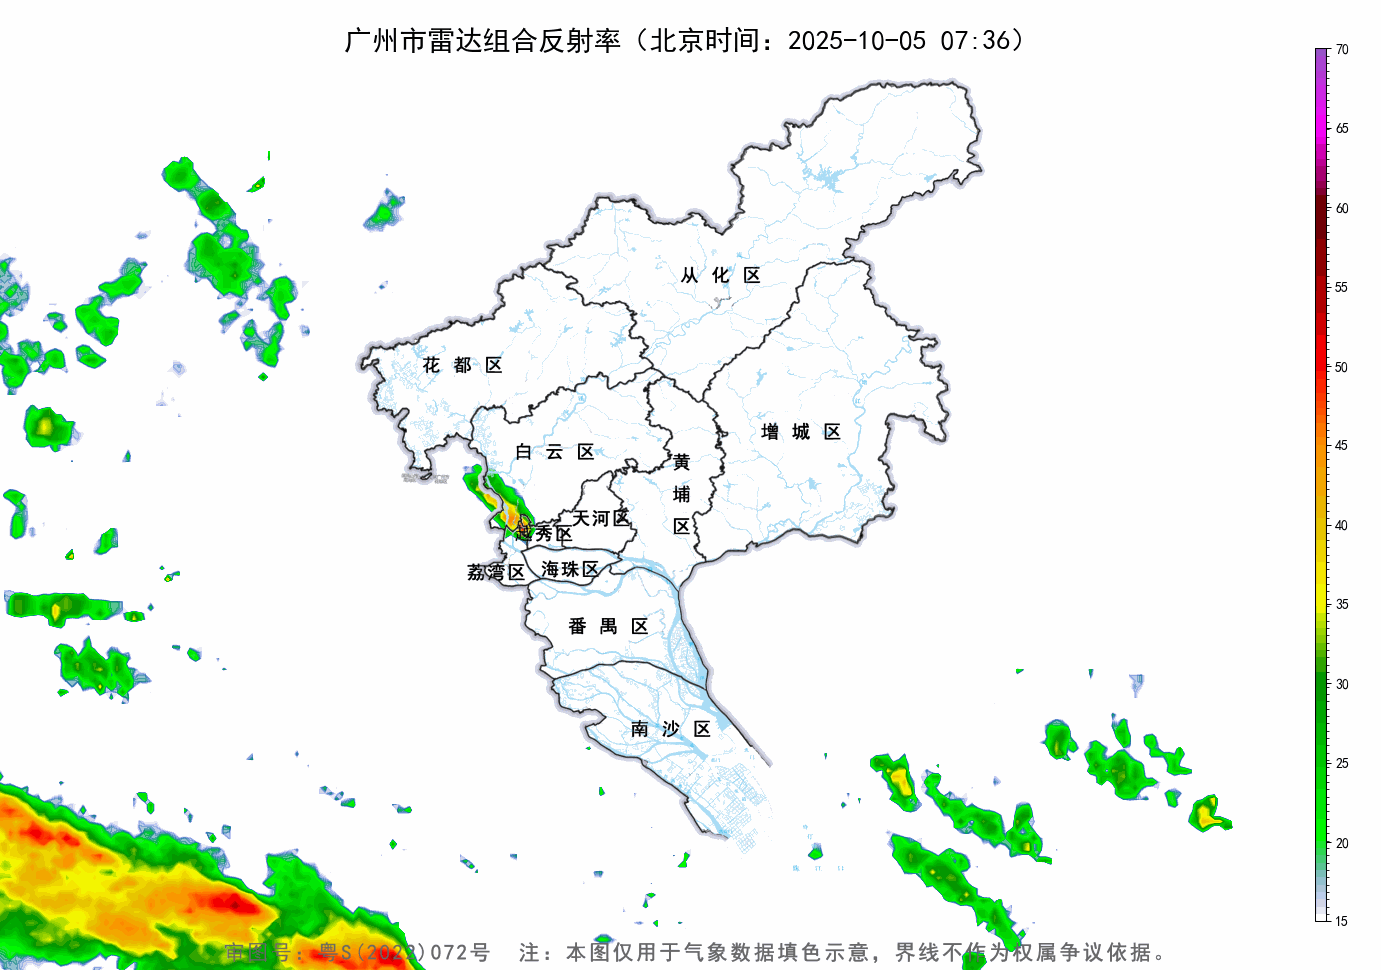 广州市雷达组合反射率（北京时间：2025-10-05 07:36）
70
65
60
55
50
45
40
35
30
25
20
15
从化区
花都区
增城区
白云区
黄埔区
天河区
越秀区
海珠区
荔湾区
番禺区
南沙区
审图号：粤S(2022)072号 注：本图仅用于气象数据填色示意，界线不作为权属争议依据。